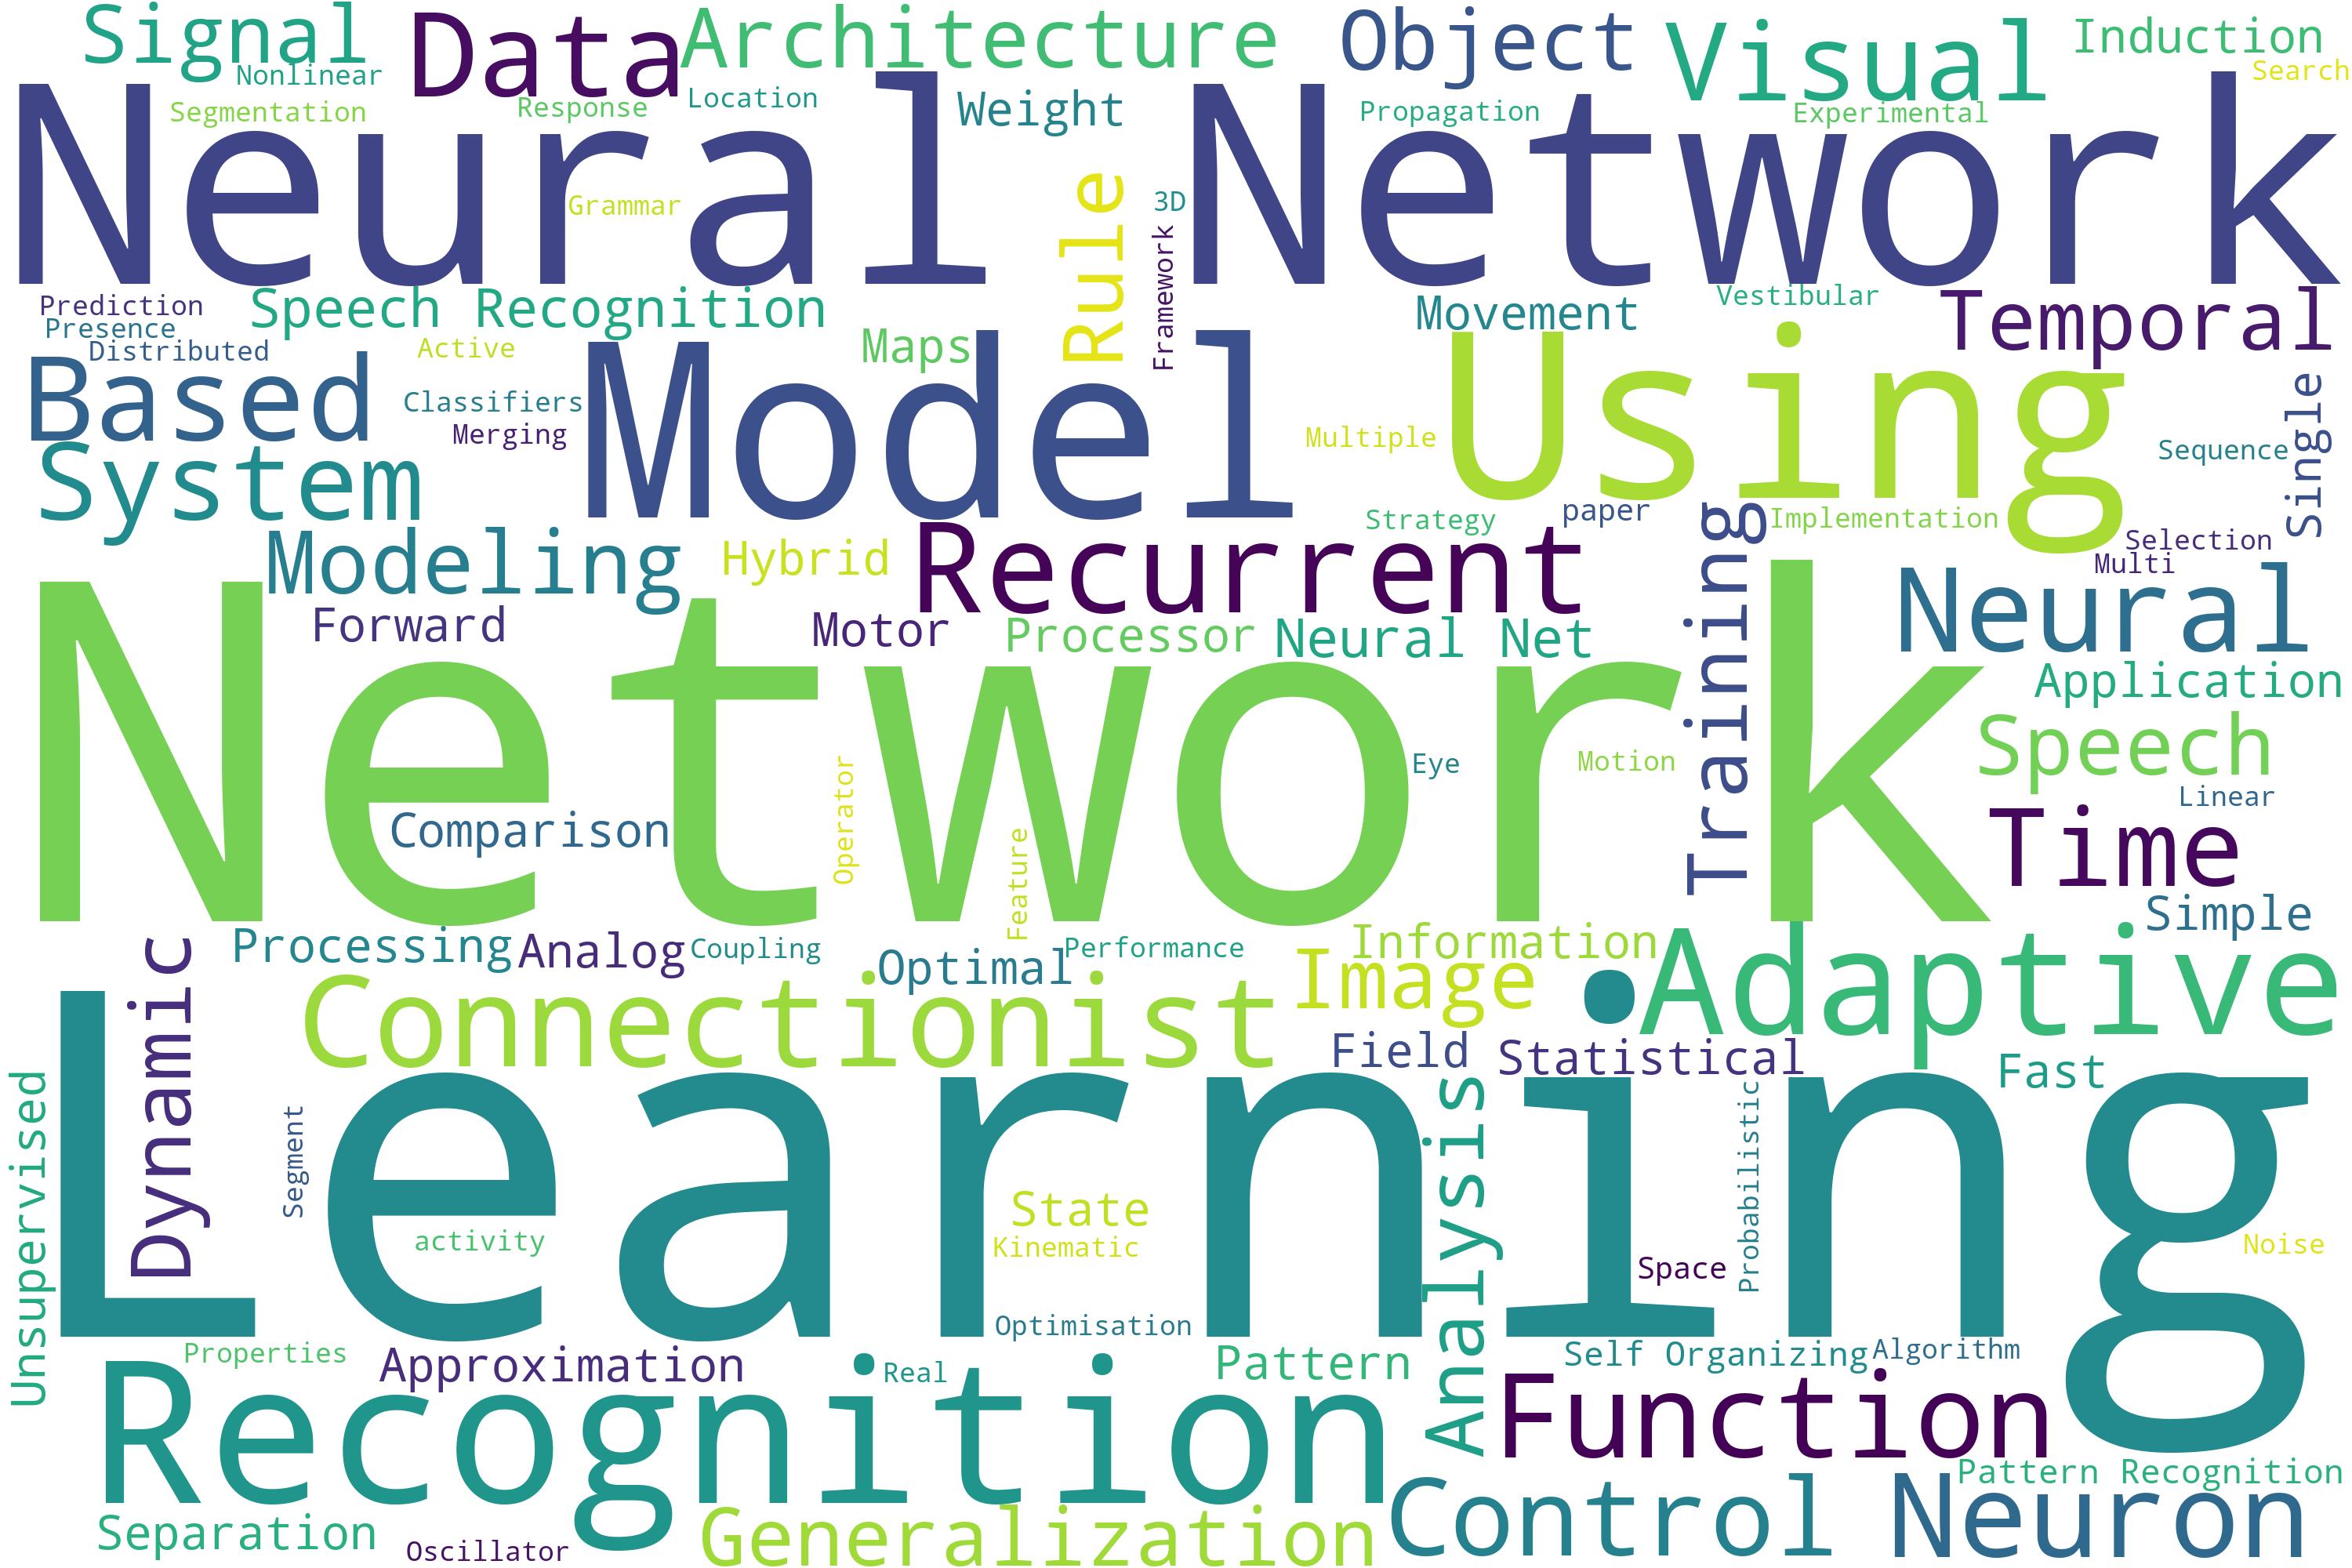 Signal
Data
Architecture
Object
Visual
Induction
Nonlinear
Search
Segmentation
Response
Location
Weight
Propagation
Experimental
Neural Network
Grammar
Rule
3D
Framework
Prediction
Speech Recognition
Movement
Vestibular
Temporal
Presence
Distributed
Active
Maps
Based
Classifiers
Merging
Model
Multiple
Using
Sequence
Single
System
Strategy
paper
Implementation
Selection
Multi
Modeling
Hybrid
Recurrent
Training
Neural
Forward
Motor
Processor
Neural Net
Application
Network
Speech
Comparison
Operator
Feature
Eye
Motion
Linear
Time
Simple
Dynamic
Processing
Analog
Coupling
Optimal
Performance
Information
Image
Adaptive
Connectionist
Field
Statistical
Fast
Unsupervised
Learning
Segment
activity
State
Kinematic
Analysis
Space
Probabilistic
Noise
Optimisation
Properties
Approximation
Real
Pattern
Self Organizing
Algorithm
Recognition
Function
Pattern Recognition
Separation
Oscillator
Generalization
Control
Neuron